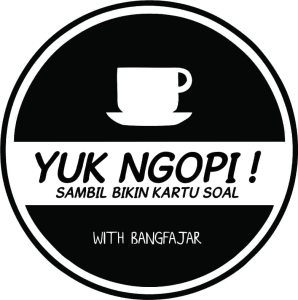 YUK NGOPI !
SAMBIL BIKIN KARTU SOAL
WITH BANGFAJAR